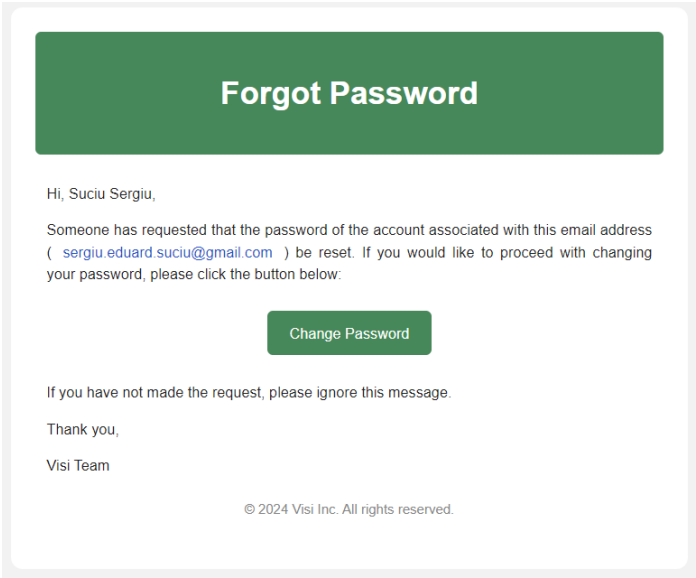 Forgot Password
Hi, Suciu Sergiu,
Someone has requested that the password of the account associated with this email address
( sergiu.eduard.suciu@gmail.com ) be reset. If you would like to proceed with changing
your password, please click the button below:
Change Password
If you have not made the request, please ignore this message.
Thank you,
Visi Team
© 2024 Visi Inc. All rights reserved.